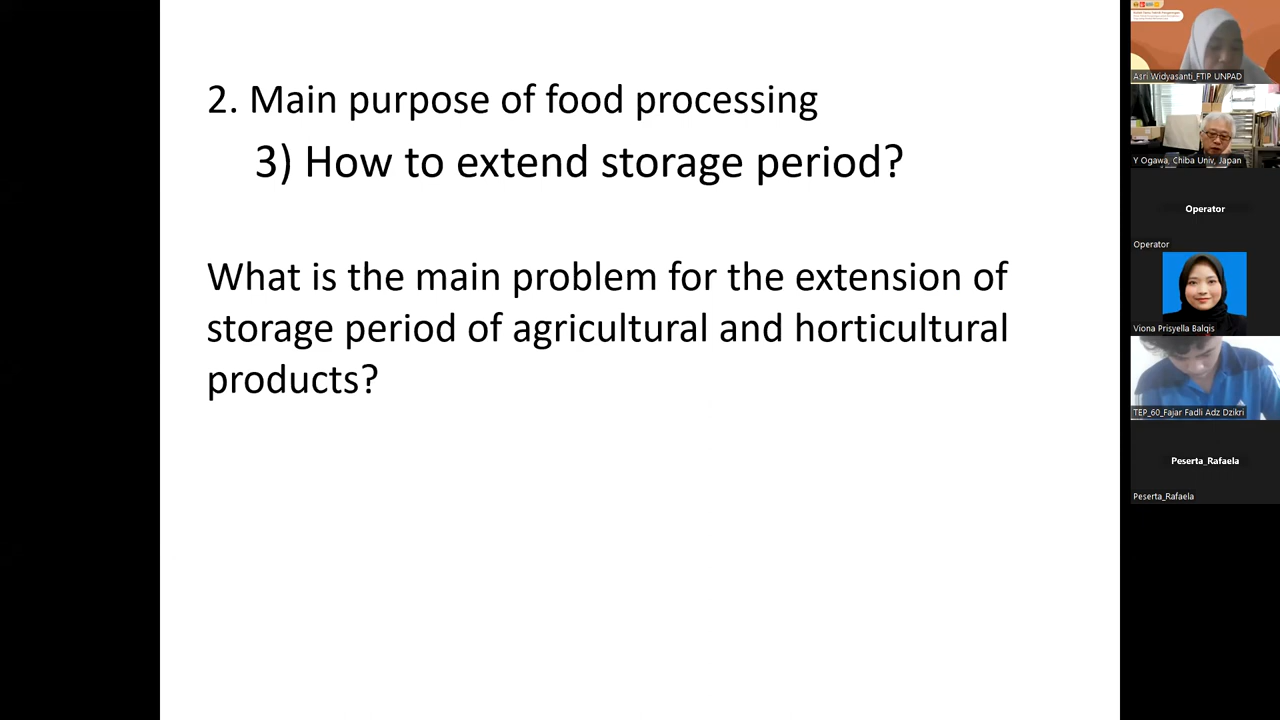 2. Main purpose of food processing
3) How to extend storage period?
What is the main problem for the extension of
storage period of agricultural and horticultural
products?
Asri Widyasanti_FTIP UNPAD
Y Ogawa, Chiba Univ, Japan
Operator
Operator
Viona Prisyella Balqis
TEP_60_Fajar Fadli Adz Dzikri
Peserta_Rafaela
Peserta_Rafaela